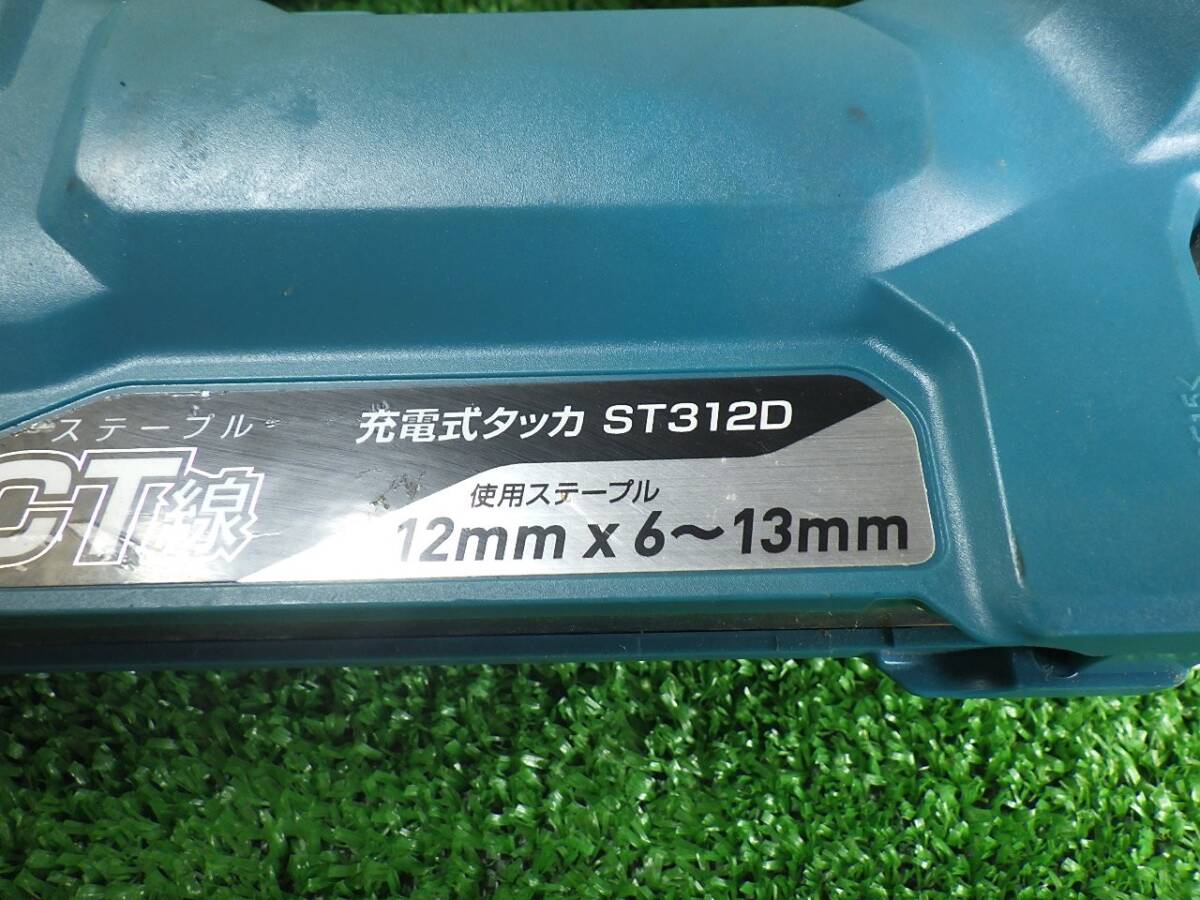 ステープル
CT線
充電式タッカ ST312D
使用ステープル
12mm x 6～13mm